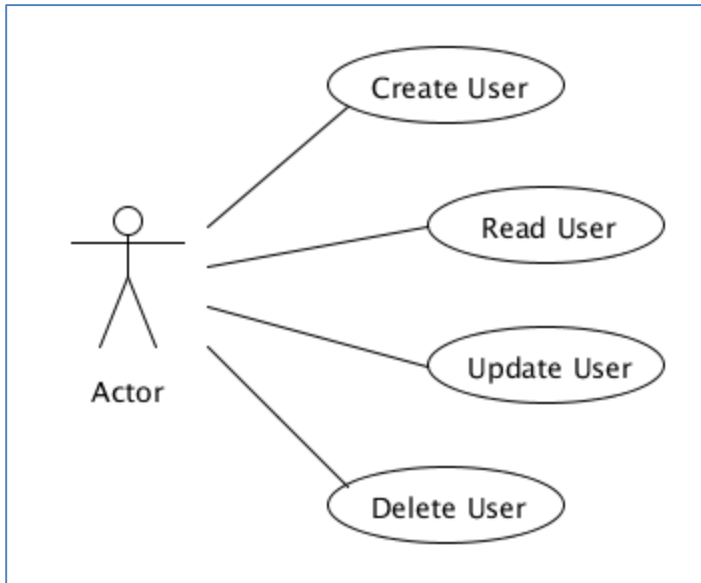 Create User
Read User
Update User
Actor
Delete User